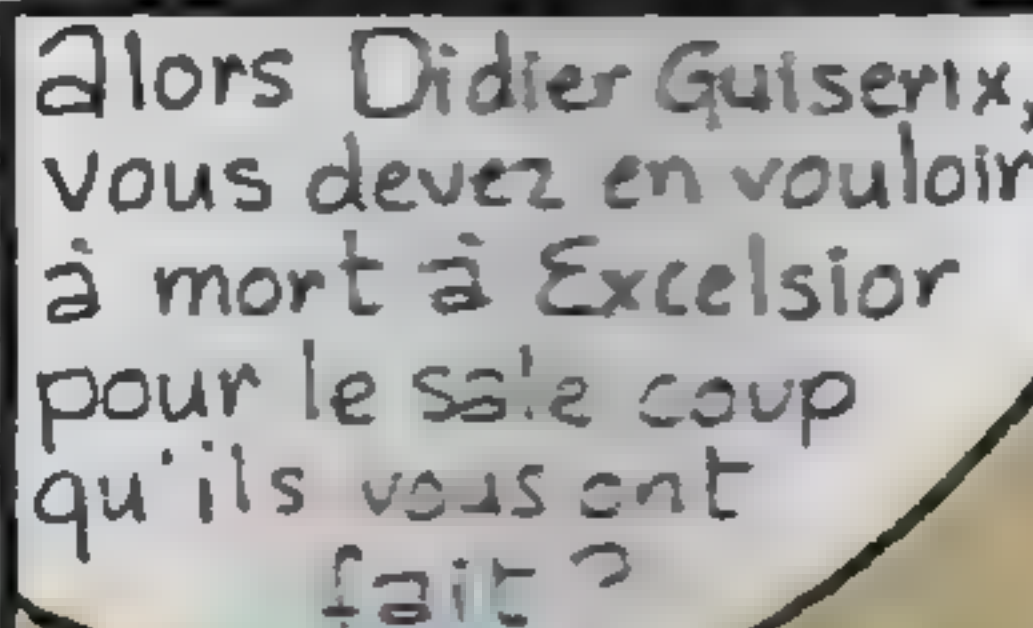 alors Didier Guiserix,
vous devez en vouloir
à mort à Excelsior
pour le sale coup
qu'ils vous ont
fait ?